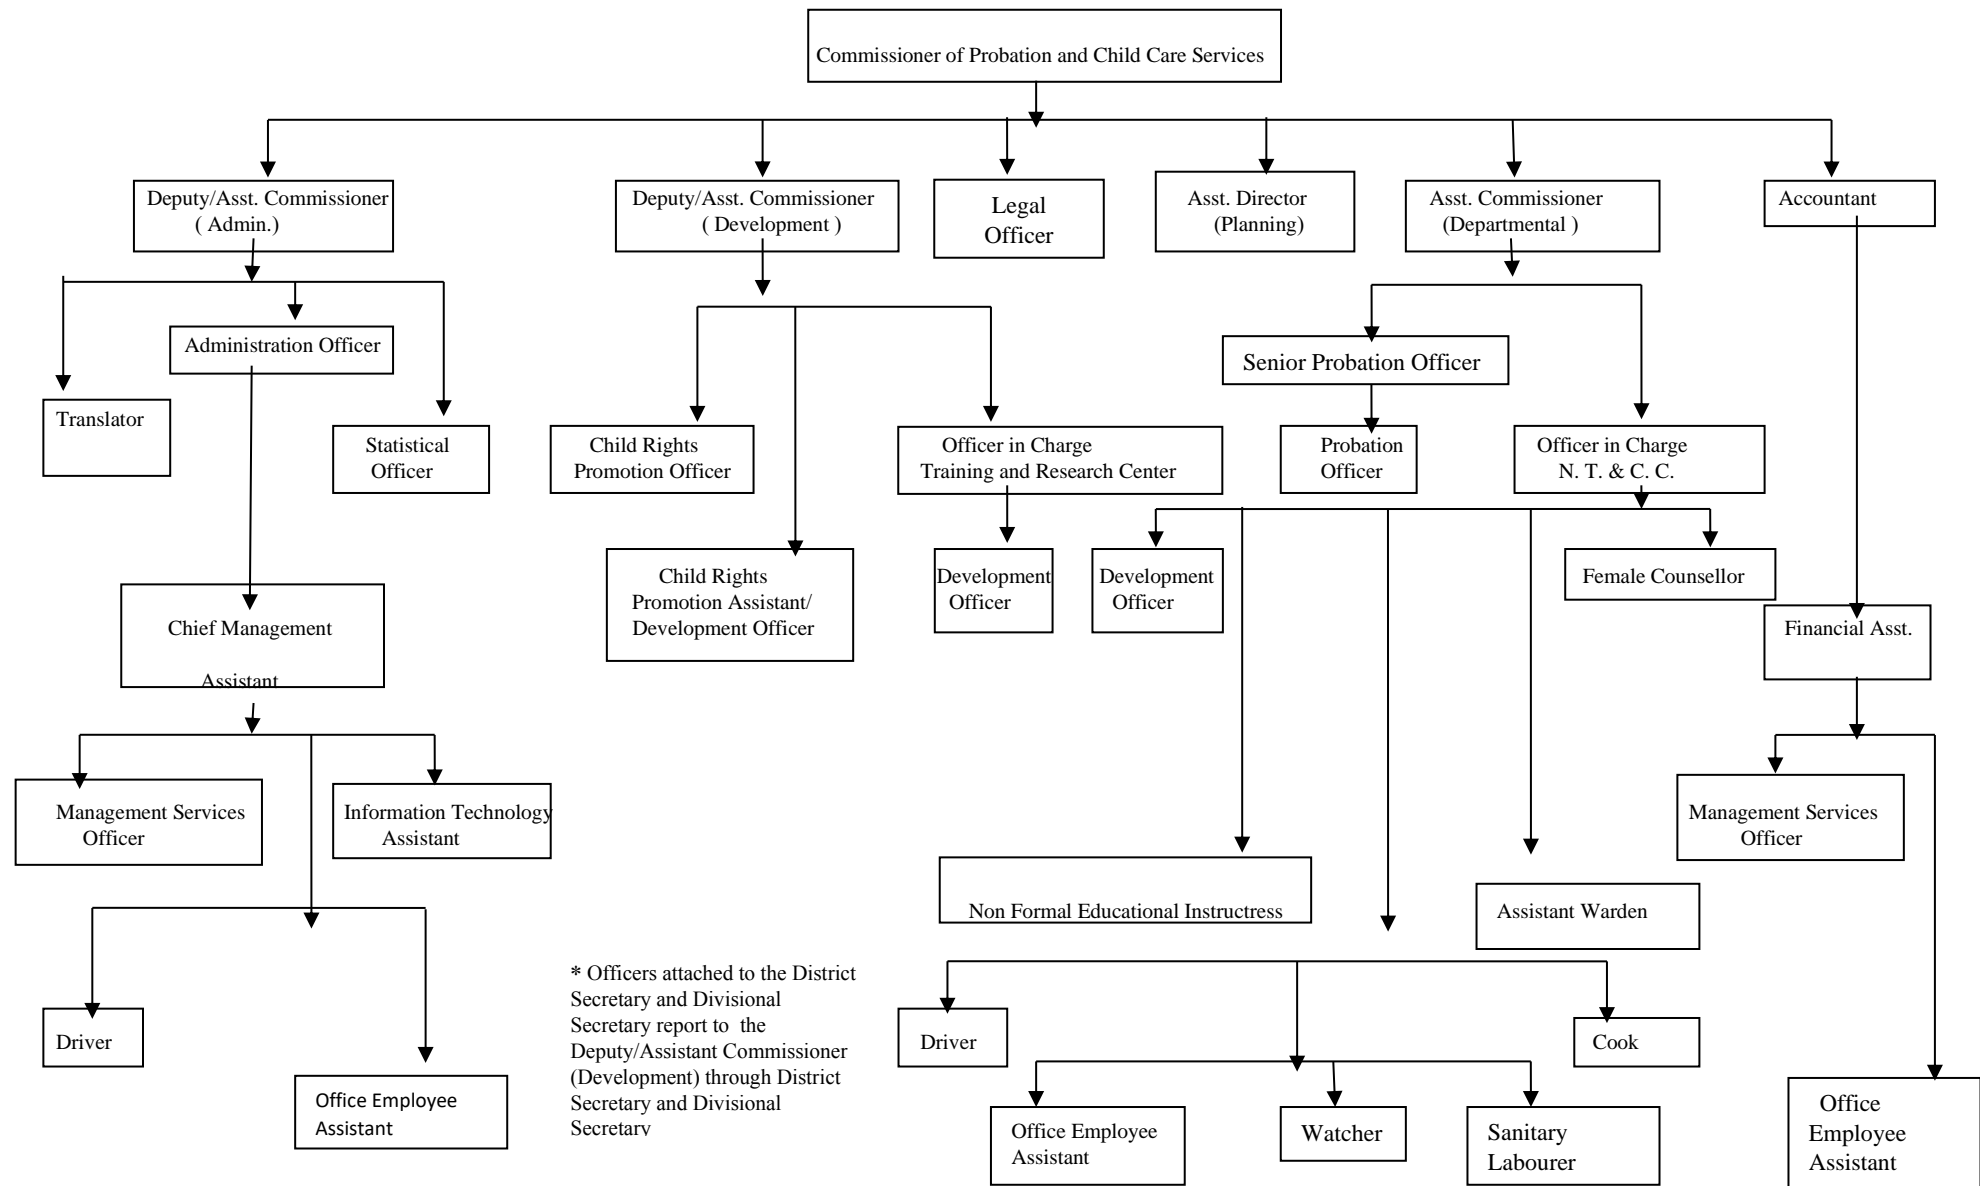 Commissioner of Probation and Child Care Services
Deputy/Asst. Commissioner
( Admin.)
Deputy/Asst. Commissioner
( Development )
Legal
Officer
Asst. Director
(Planning)
Asst. Commissioner
(Departmental )
Accountant
Administration Officer
Senior Probation Officer
Translator
Statistical
Officer
Child Rights
Promotion Officer
Officer in Charge
Training and Research Center
Probation
Officer
Officer in Charge
N. T. & C. C.
Child Rights
Promotion Assistant/
Development Officer
Development
Officer
Development
Officer
Female Counsellor
Chief Management
Assistant
Financial Asst.
Management Services
Officer
Information Technology
Assistant
Management Services
Officer
Non Formal Educational Instructress
Assistant Warden
* Officers attached to the District
Secretary and Divisional
Secretary report to the
Deputy/Assistant Commissioner
(Development) through District
Secretary and Divisional
Secretary
Driver
Driver
Cook
Office Employee
Assistant
Office Employee
Assistant
Watcher
Sanitary
Labourer
Office
Employee
Assistant